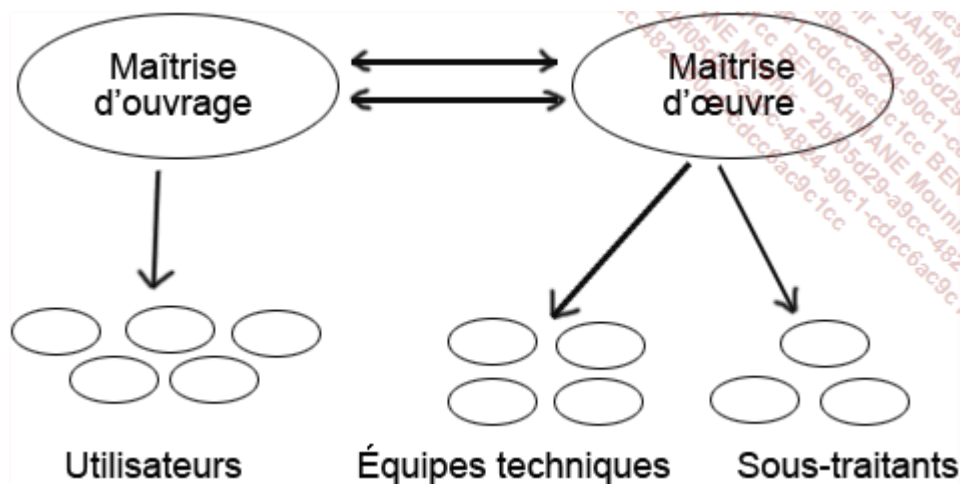 Maîtrise
d'ouvrage
Maîtrise
d'œuvre
Utilisateurs
Équipes techniques
Sous-traitants